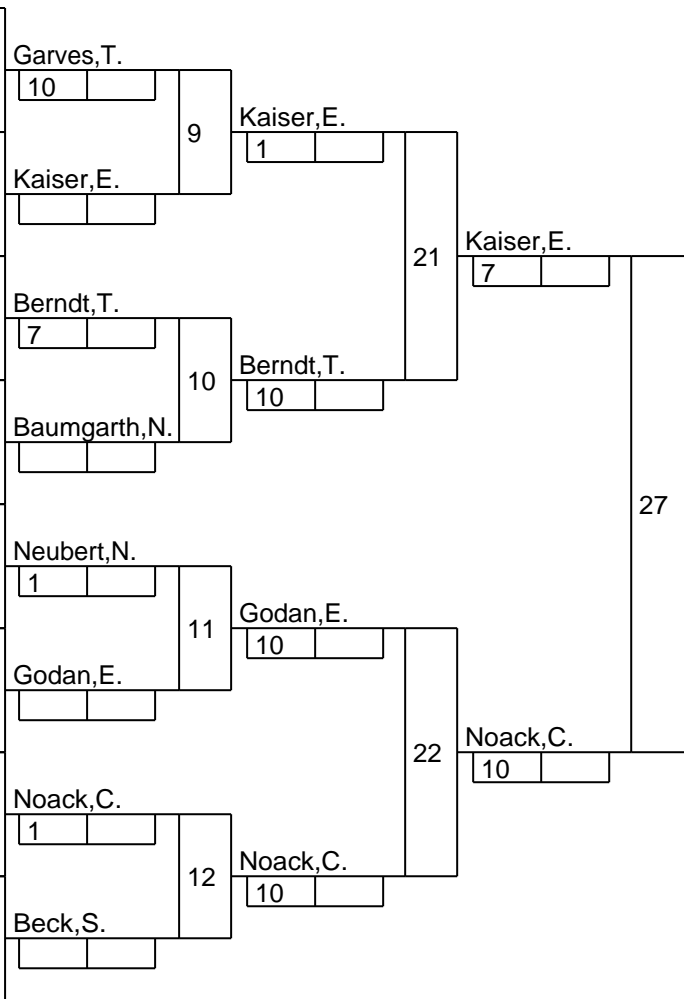 Garves,T.
10
9
Kaiser,E.
1
Kaiser,E.
21
Kaiser,E.
7
Berndt,T.
7
10
Berndt,T.
10
Baumgarth,N.
27
Neubert,N.
1
11
Godan,E.
10
Godan,E.
22
Noack,C.
10
Noack,C.
1
12
Noack,C.
10
Beck,S.